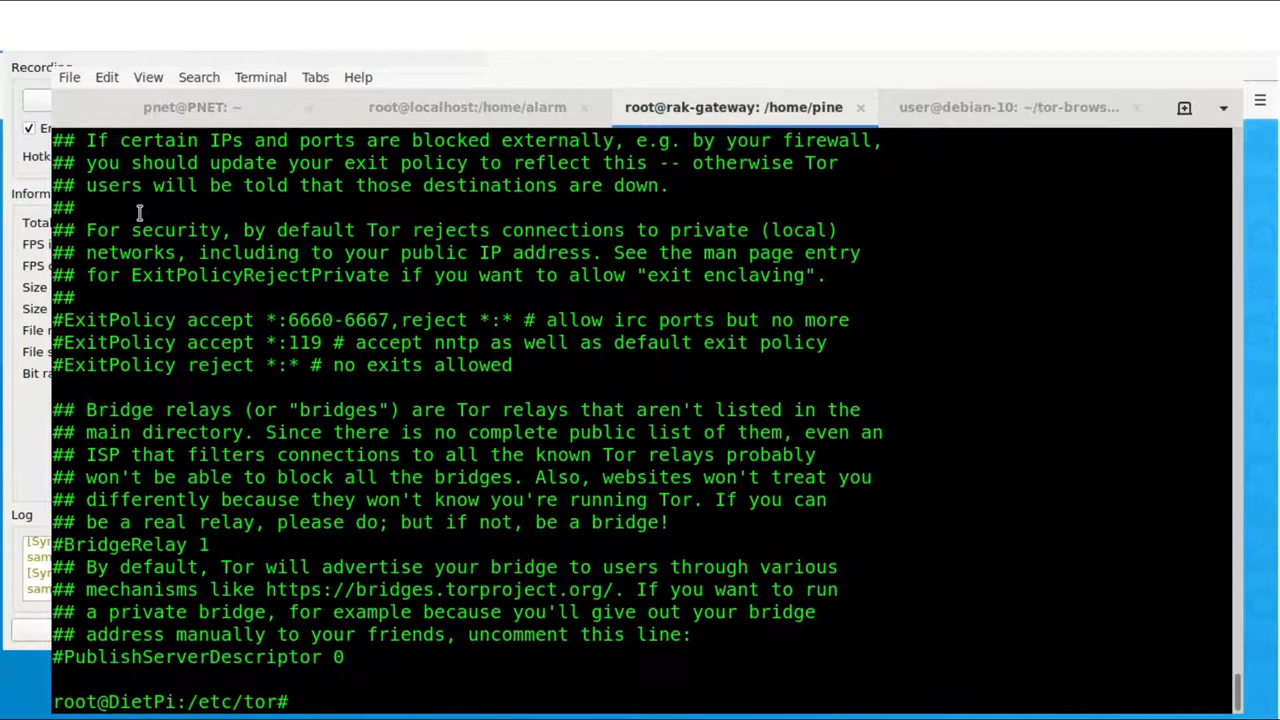 Recording
File Edit View Search Terminal Tabs Help
pnet@PNET: ~
root@localhost:/home/alarm
root@rak-gateway: /home/pine
user@debian-10: ~/tor-brows...
## If certain IPs and ports are blocked externally, e.g. by your firewall,
## you should update your exit policy to reflect this -- otherwise Tor
## users will be told that those destinations are down.
##
## For security, by default Tor rejects connections to private (local)
## networks, including to your public IP address. See the man page entry
## for ExitPolicyRejectPrivate if you want to allow "exit enclaving".
##
#ExitPolicy accept *:6660-6667,reject *:* # allow irc ports but no more
#ExitPolicy accept *:119 # accept nntp as well as default exit policy
#ExitPolicy reject *:* # no exits allowed
## Bridge relays (or "bridges") are Tor relays that aren't listed in the
## main directory. Since there is no complete public list of them, even an
## ISP that filters connections to all the known Tor relays probably
## won't be able to block all the bridges. Also, websites won't treat you
## differently because they won't know you're running Tor. If you can
## be a real relay, please do; but if not, be a bridge!
#BridgeRelay 1
## By default, Tor will advertise your bridge to users through various
## mechanisms like https://bridges.torproject.org/. If you want to run
## a private bridge, for example because you'll give out your bridge
## address manually to your friends, uncomment this line:
#PublishServerDescriptor 0
root@DietPi:/etc/tor#
En
Hotk
Inform
Tota
FPS i
FPS o
Size
Size
File n
File s
Bit ra
Log
[Syn
sam
[Syn
sam